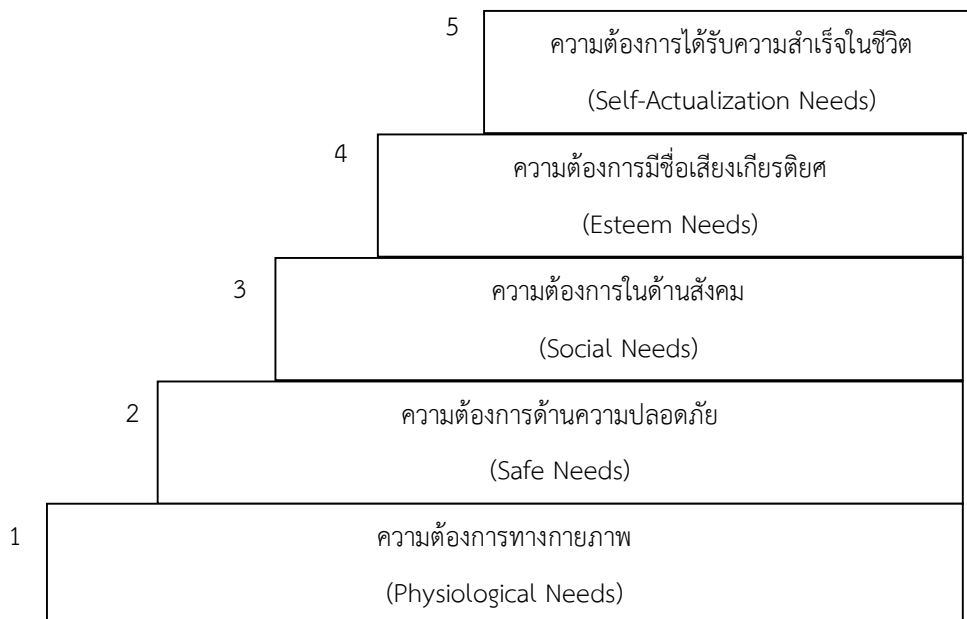 5
ความต้องการได้รับความสำเร็จในชีวิต
(Self-Actualization Needs)
4
ความต้องการมีชื่อเสียงเกียรติยศ
(Esteem Needs)
3
ความต้องการในด้านสังคม
(Social Needs)
2
ความต้องการด้านความปลอดภัย
(Safe Needs)
1
ความต้องการทางกายภาพ
(Physiological Needs)